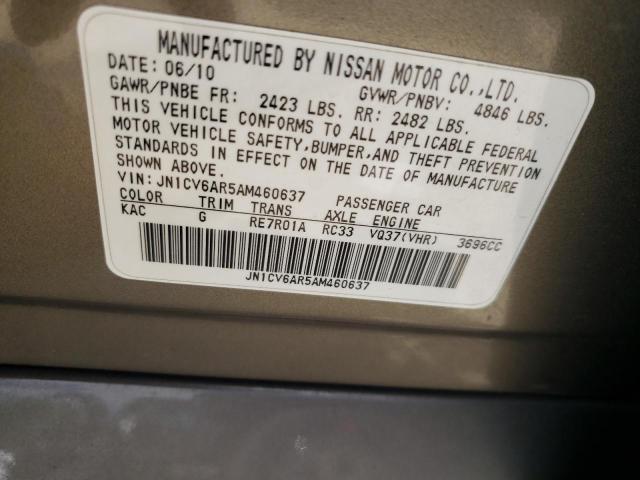 MANUFACTURED BY NISSAN MOTOR CO.,LTD.
DATE: 06/10
GAWR/PNBE FR: 2423 LBS. GVWR/PNBV: 4846 LBS.
RR: 2482 LBS.
THIS VEHICLE CONFORMS TO ALL APPLICABLE FEDERAL
MOTOR VEHICLE SAFETY,BUMPER,AND THEFT PREVENTION
STANDARDS IN EFFECT ON THE DATE OF MANUFACTURE
SHOWN ABOVE.
VIN:JN1CV6AR5AM460637 PASSENGER CAR
COLOR TRIM TRANS AXLE ENGINE
KAC G RE7R01A RC33 VQ37(VHR) 3696CC
JN1CV6AR5AM460637